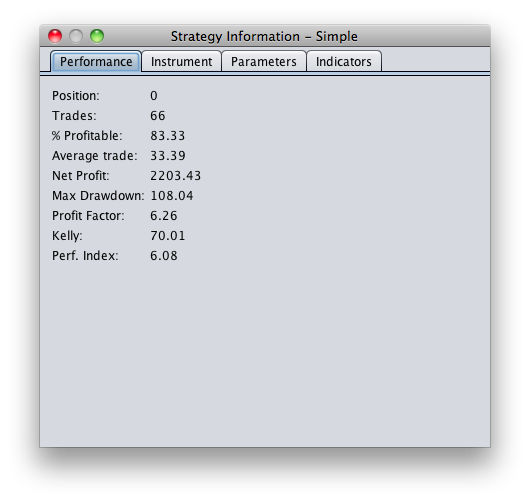 Strategy Information - Simple
Performance Instrument Parameters Indicators
Position: 0
Trades: 66
% Profitable: 83.33
Average trade: 33.39
Net Profit: 2203.43
Max Drawdown: 108.04
Profit Factor: 6.26
Kelly: 70.01
Perf. Index: 6.08